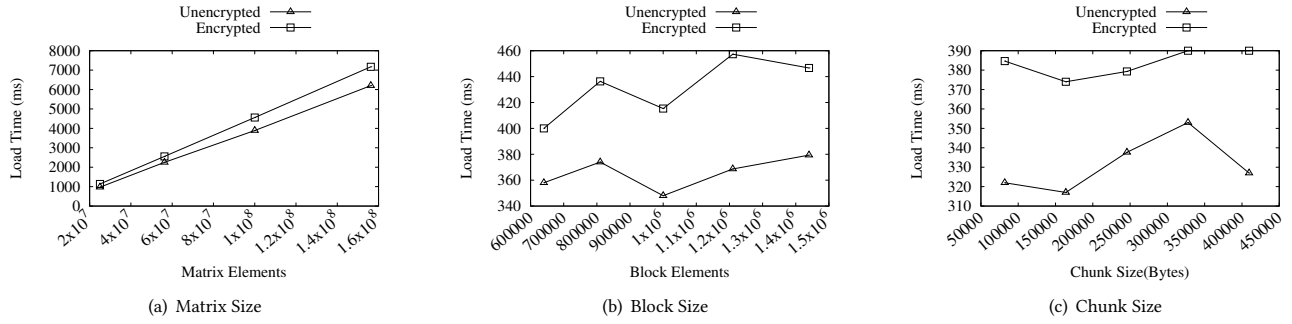 Unencrypted
Encrypted
8000
7000
6000
5000
4000
3000
2000
1000
0
Load Time (ms)
2x10^7
4x10^7
6x10^7
8x10^7
1x10^8
1.2x10^8
1.4x10^8
1.6x10^8
Matrix Elements
(a) Matrix Size
Unencrypted
Encrypted
460
440
420
400
380
360
340
Load Time (ms)
600000
700000
800000
900000
1x10^6
1.1x10^6
1.2x10^6
1.3x10^6
1.4x10^6
1.5x10^6
Block Elements
(b) Block Size
Unencrypted
Encrypted
390
380
370
360
350
340
330
320
310
Load Time (ms)
50000
100000
150000
200000
250000
300000
350000
400000
450000
Chunk Size(Bytes)
(c) Chunk Size